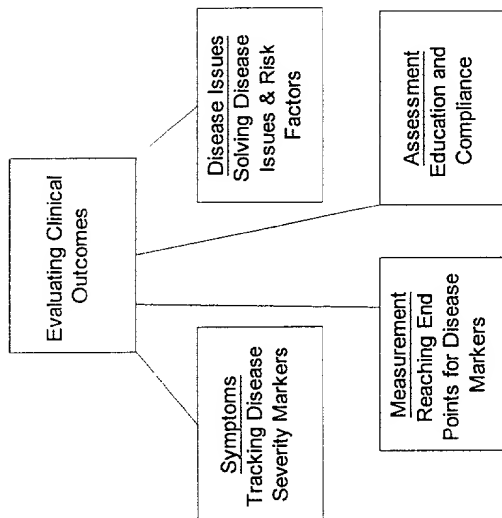 Evaluating Clinical
Outcomes
Symptoms
Tracking Disease
Severity Markers
Disease Issues
Solving Disease
Issues & Risk
Factors
Measurement
Reaching End
Points for Disease
Markers
Assessment
Education and
Compliance